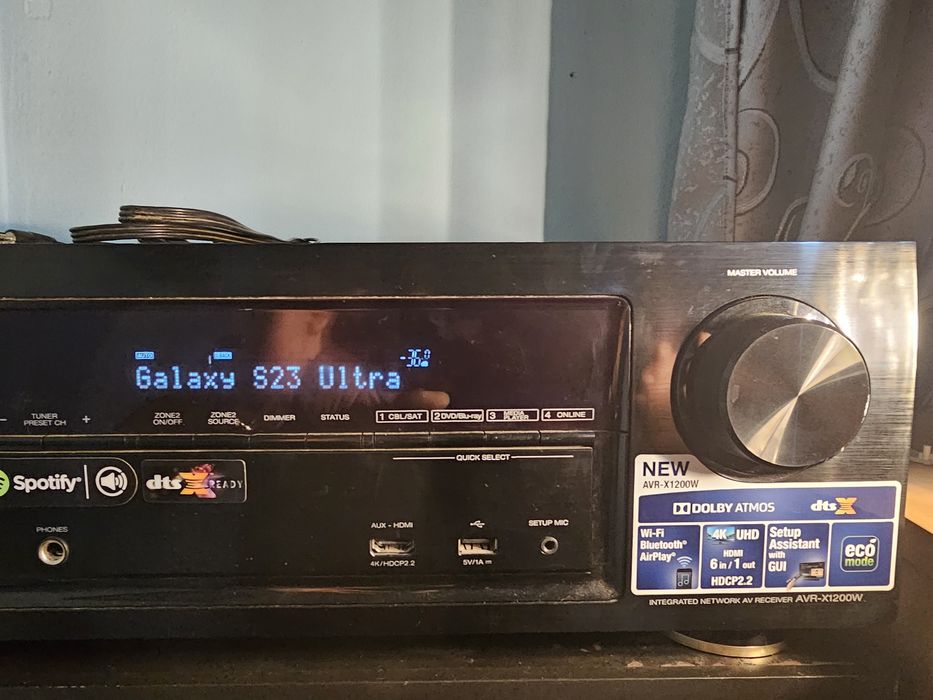 MASTER VOLUME
AUTO
-36.0
Galaxy S23 Ultra
- TUNER PRESET CH +
ZONE2 ON/OFF
ZONE2 SOURCE
DIMMER
STATUS
1 CBL/SAT
2 DVD/Blu-ray
3 MEDIA PLAYER
4 ONLINE
QUICK SELECT
Spotify®
dts X READY
PHONES
AUX - HDMI
4K/HDCP2.2
5V/1A
SETUP MIC
NEW
AVR-X1200W
DOLBY ATMOS
dts X
Wi-Fi
Bluetooth®
AirPlay®
4K UHD
HDMI
6 in / 1 out
HDCP2.2
Setup
Assistant
with
GUI
eco
mode
INTEGRATED NETWORK AV RECEIVER AVR-X1200W